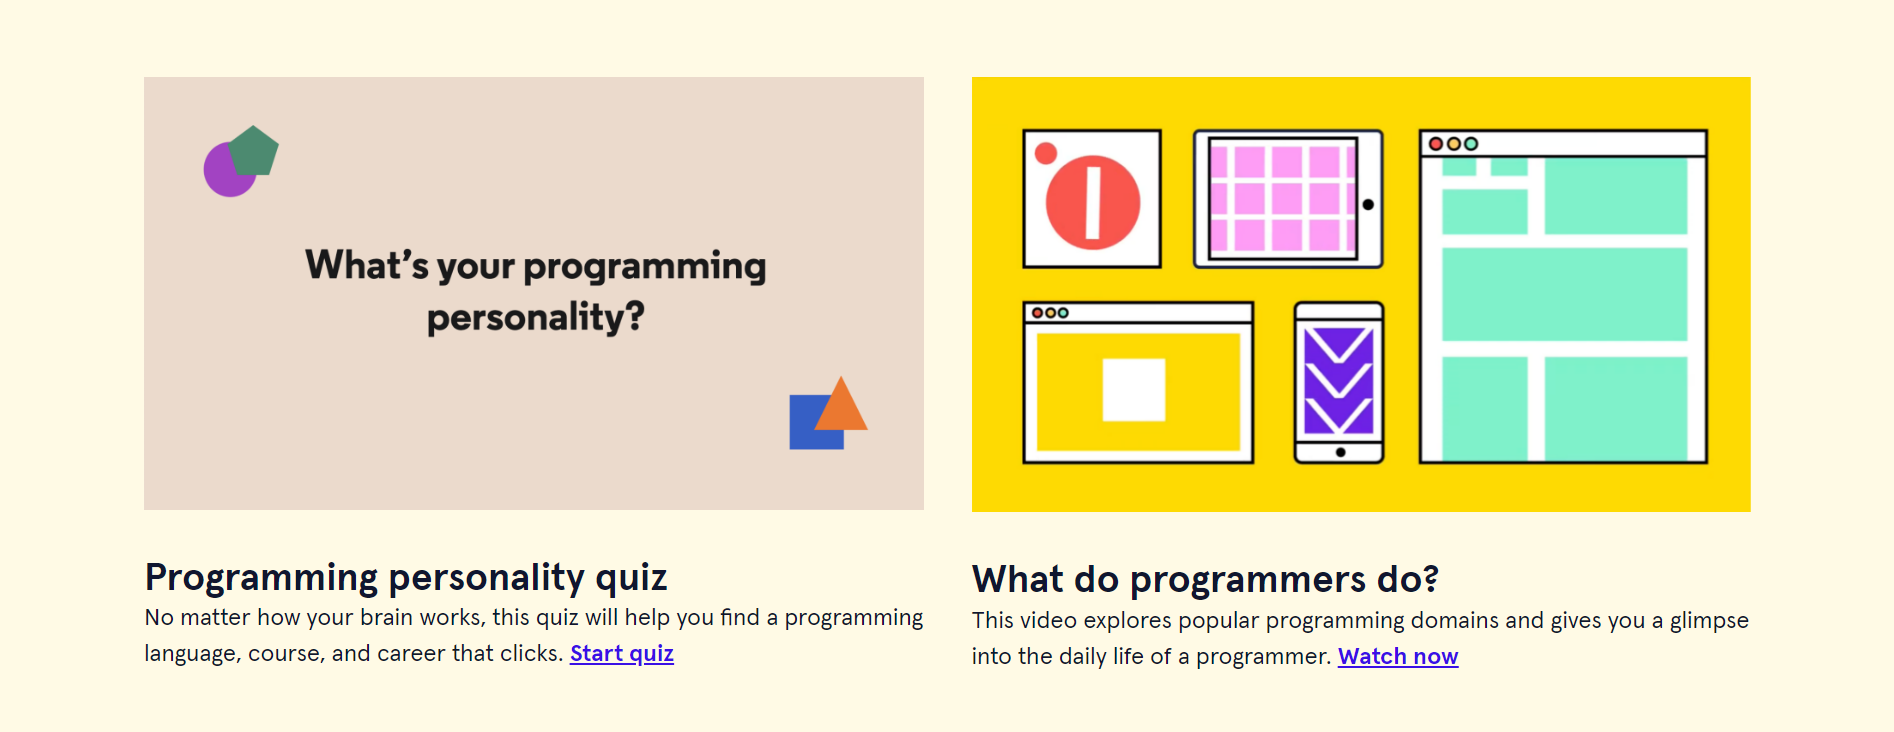 What's your programming
personality?
Programming personality quiz
No matter how your brain works, this quiz will help you find a programming
language, course, and career that clicks. Start quiz
What do programmers do?
This video explores popular programming domains and gives you a glimpse
into the daily life of a programmer. Watch now